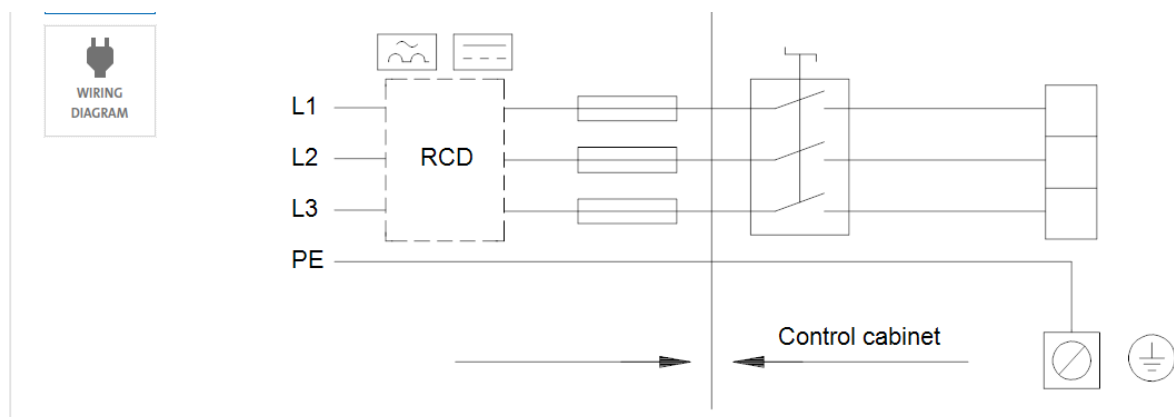 WIRING
DIAGRAM
L1
L2
RCD
L3
PE
Control cabinet